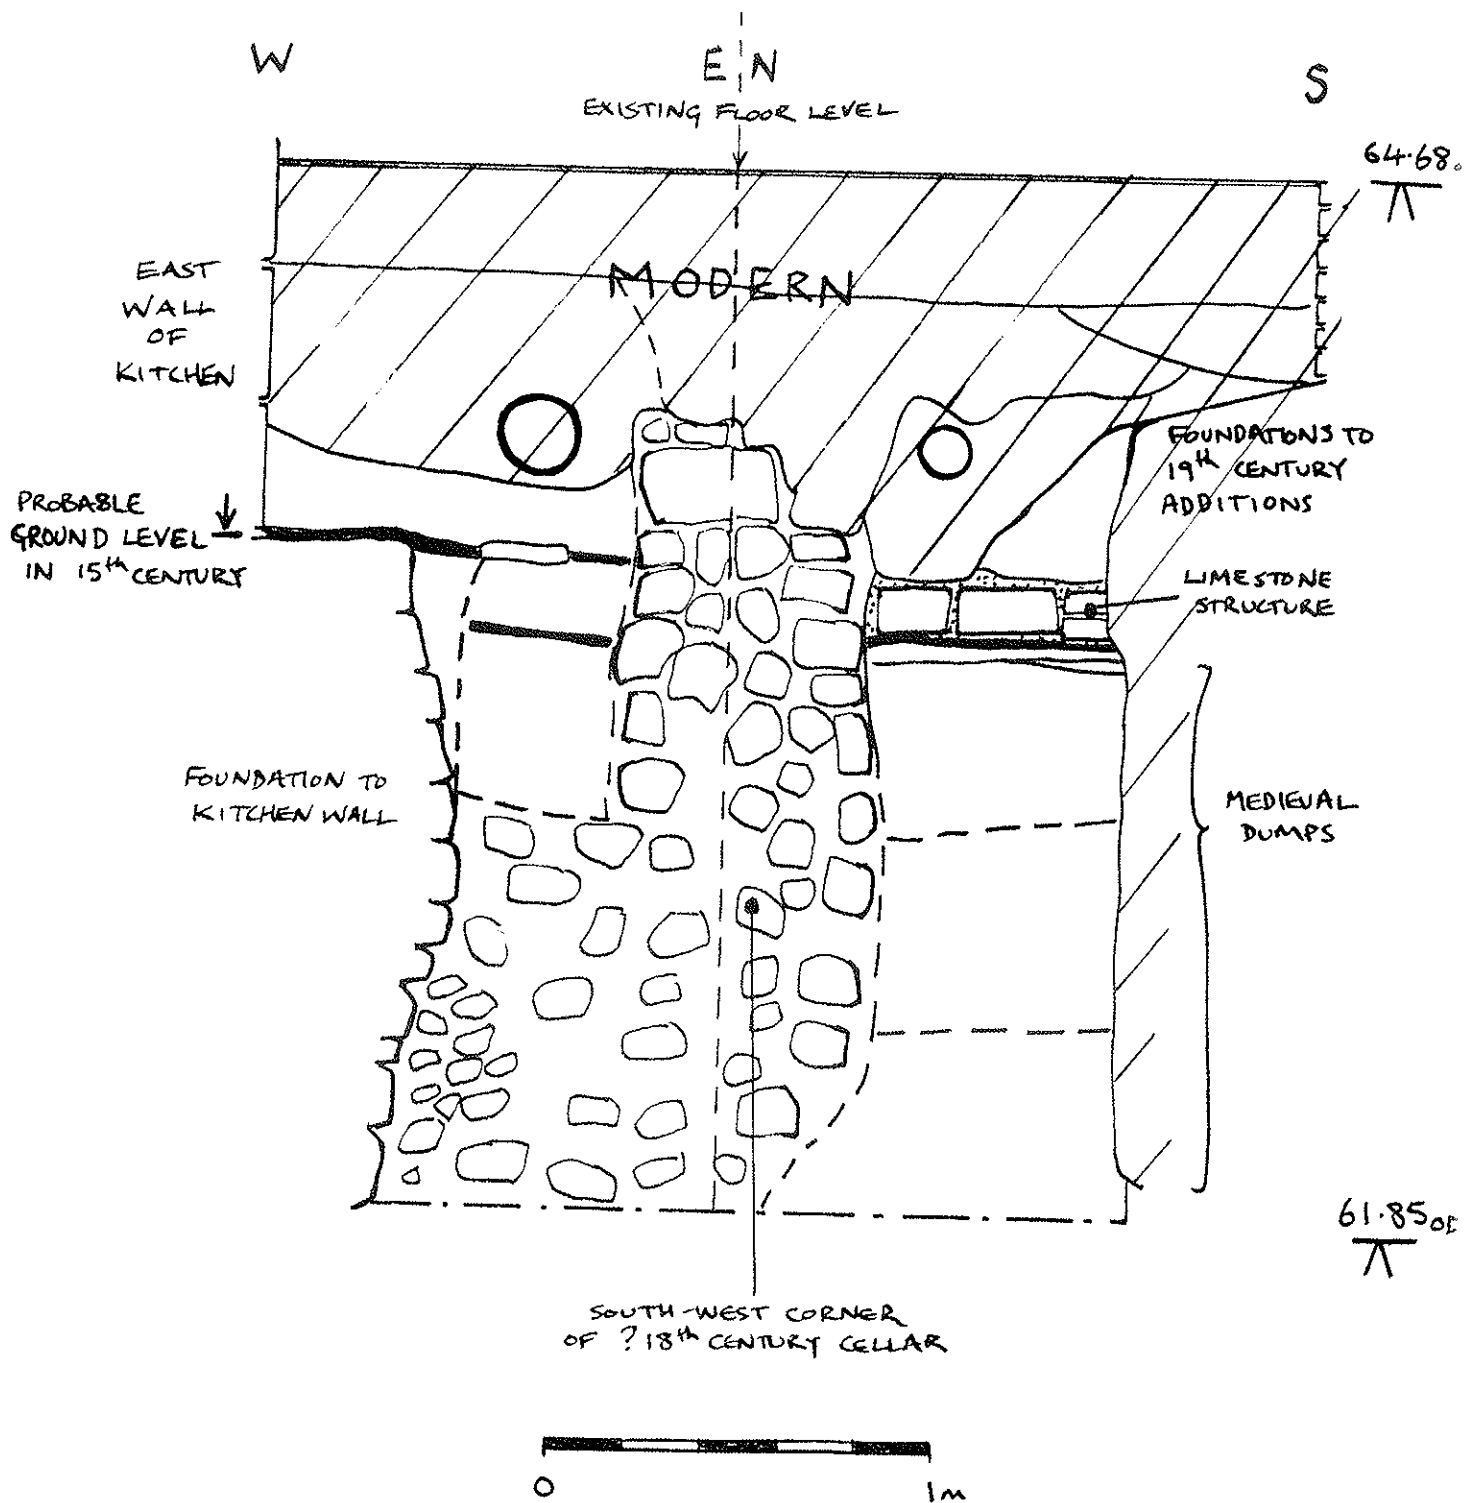 W
E N
S
EXISTING FLOOR LEVEL
64.68.
MODERN
EAST
WALL
OF
KITCHEN
FOUNDATIONS TO
19th CENTURY
ADDITIONS
PROBABLE
GROUND LEVEL
IN 15th CENTURY
LIMESTONE
STRUCTURE
FOUNDATION TO
KITCHEN WALL
MEDIEVAL
DUMPS
61.85
SOUTH-WEST CORNER
OF ?18th CENTURY CELLAR
0 1m